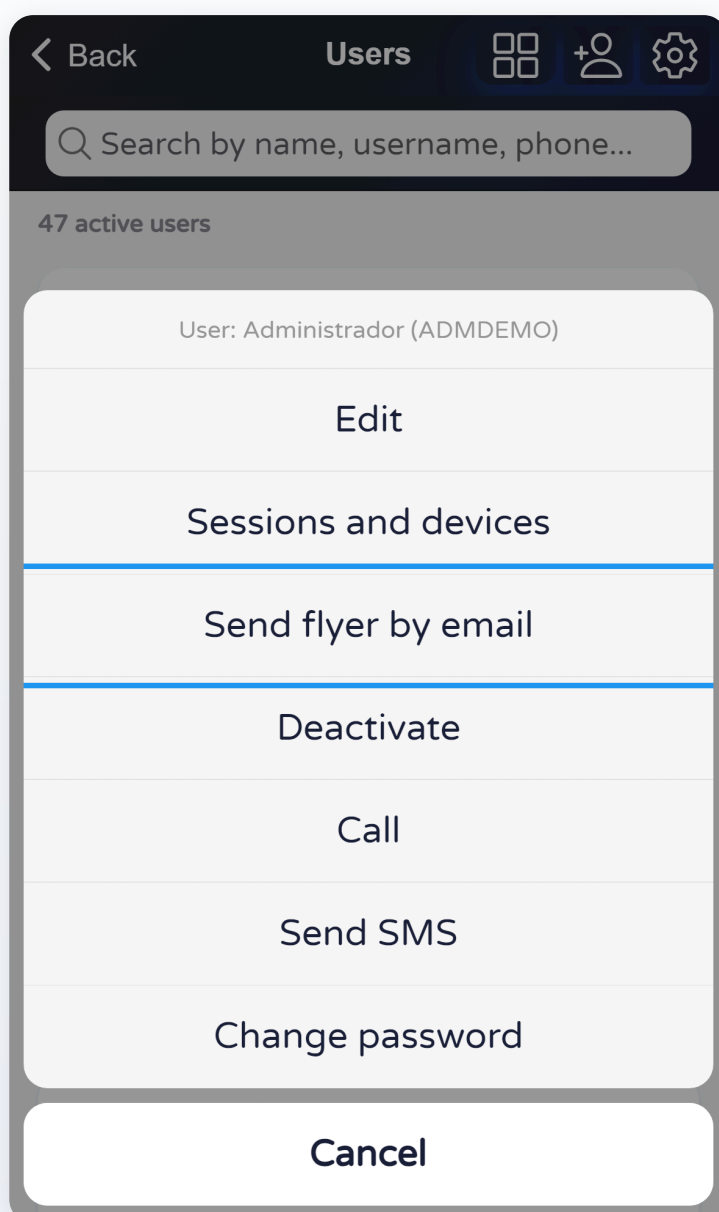 Back
Users
Search by name, username, phone...
47 active users
User: Administrador (ADMDEMO)
Edit
Sessions and devices
Send flyer by email
Deactivate
Call
Send SMS
Change password
Cancel